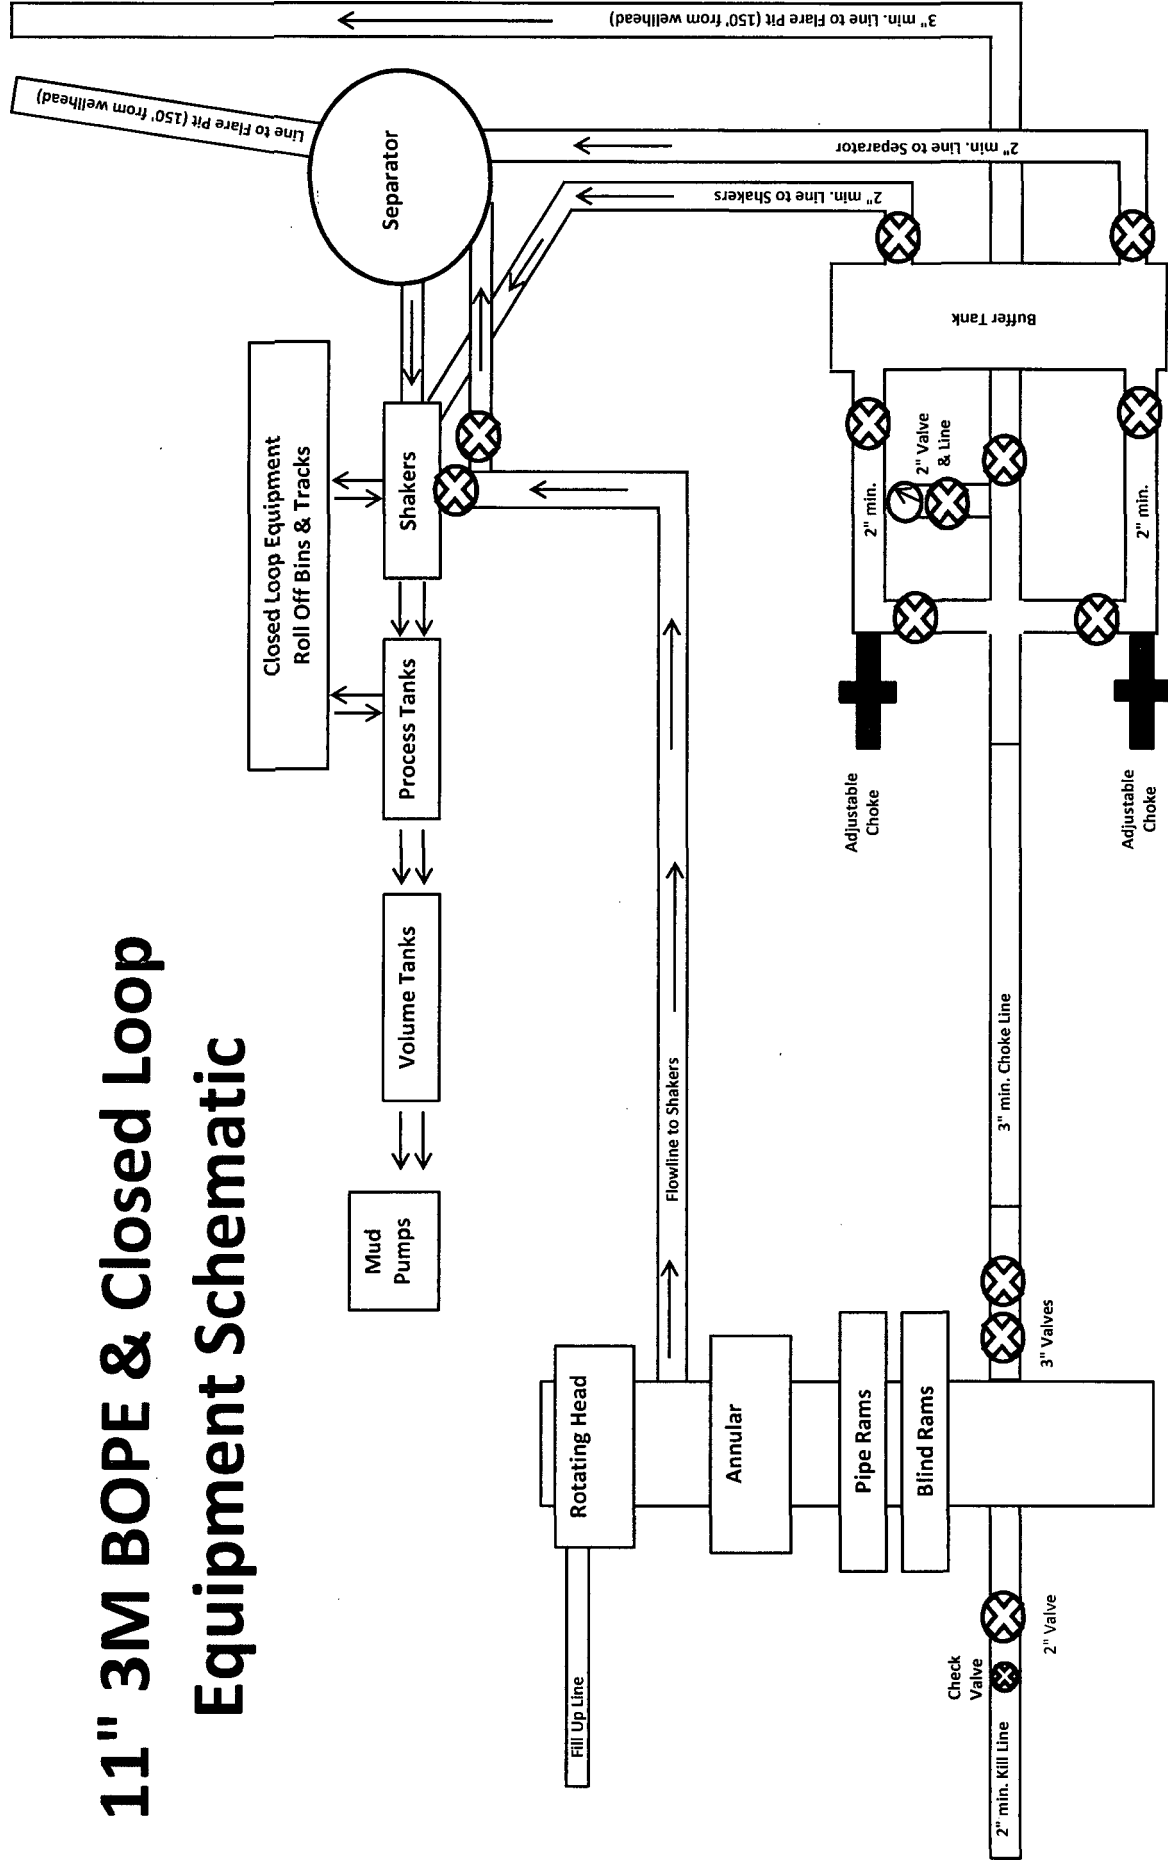 11" 3M BOPE & Closed Loop
Equipment Schematic
3" min. Line to Flare Pit (150' from wellhead)
Line to Flare Pit (150' from wellhead)
Separator
2" min. Line to Separator
2" min. Line to Shakers
Closed Loop Equipment
Roll Off Bins & Tracks
Mud
Pumps
Volume Tanks
Process Tanks
Shakers
Fill Up Line
Rotating Head
Flowline to Shakers
Annular
Pipe Rams
Blind Rams
2" min. Kill Line
Check
Valve
2" Valve
3" Valves
3" min. Choke Line
Adjustable
Choke
2" min.
2" Valve
& Line
Buffer Tank
Adjustable
Choke
2" min.